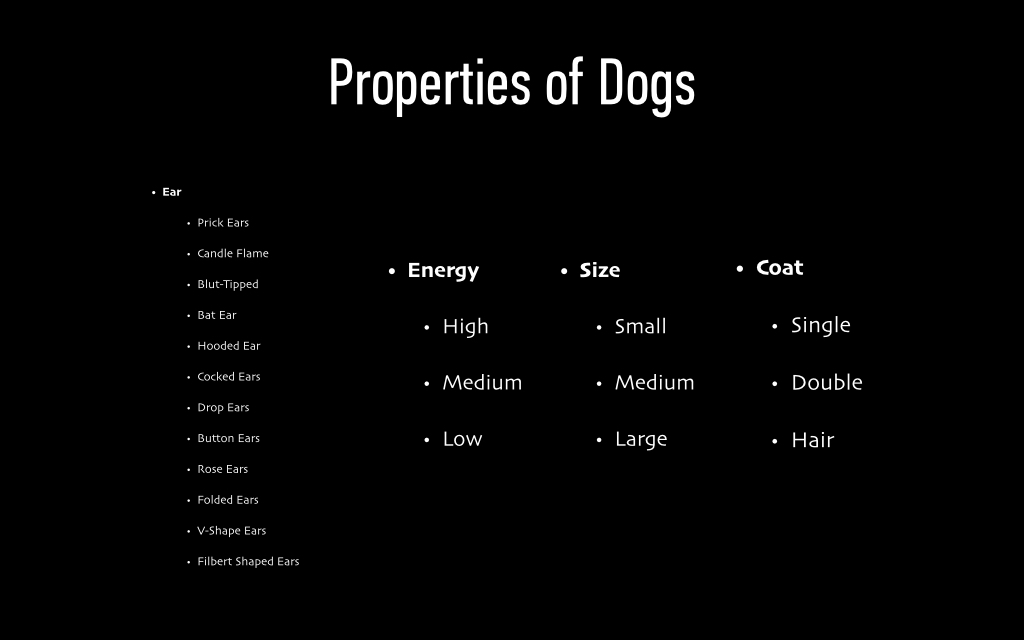 Properties of Dogs
• Ear
• Prick Ears
• Candle Flame
• Blut-Tipped
• Bat Ear
• Hooded Ear
• Cocked Ears
• Drop Ears
• Button Ears
• Rose Ears
• Folded Ears
• V-Shape Ears
• Filbert Shaped Ears
• Energy
• High
• Medium
• Low
• Size
• Small
• Medium
• Large
• Coat
• Single
• Double
• Hair